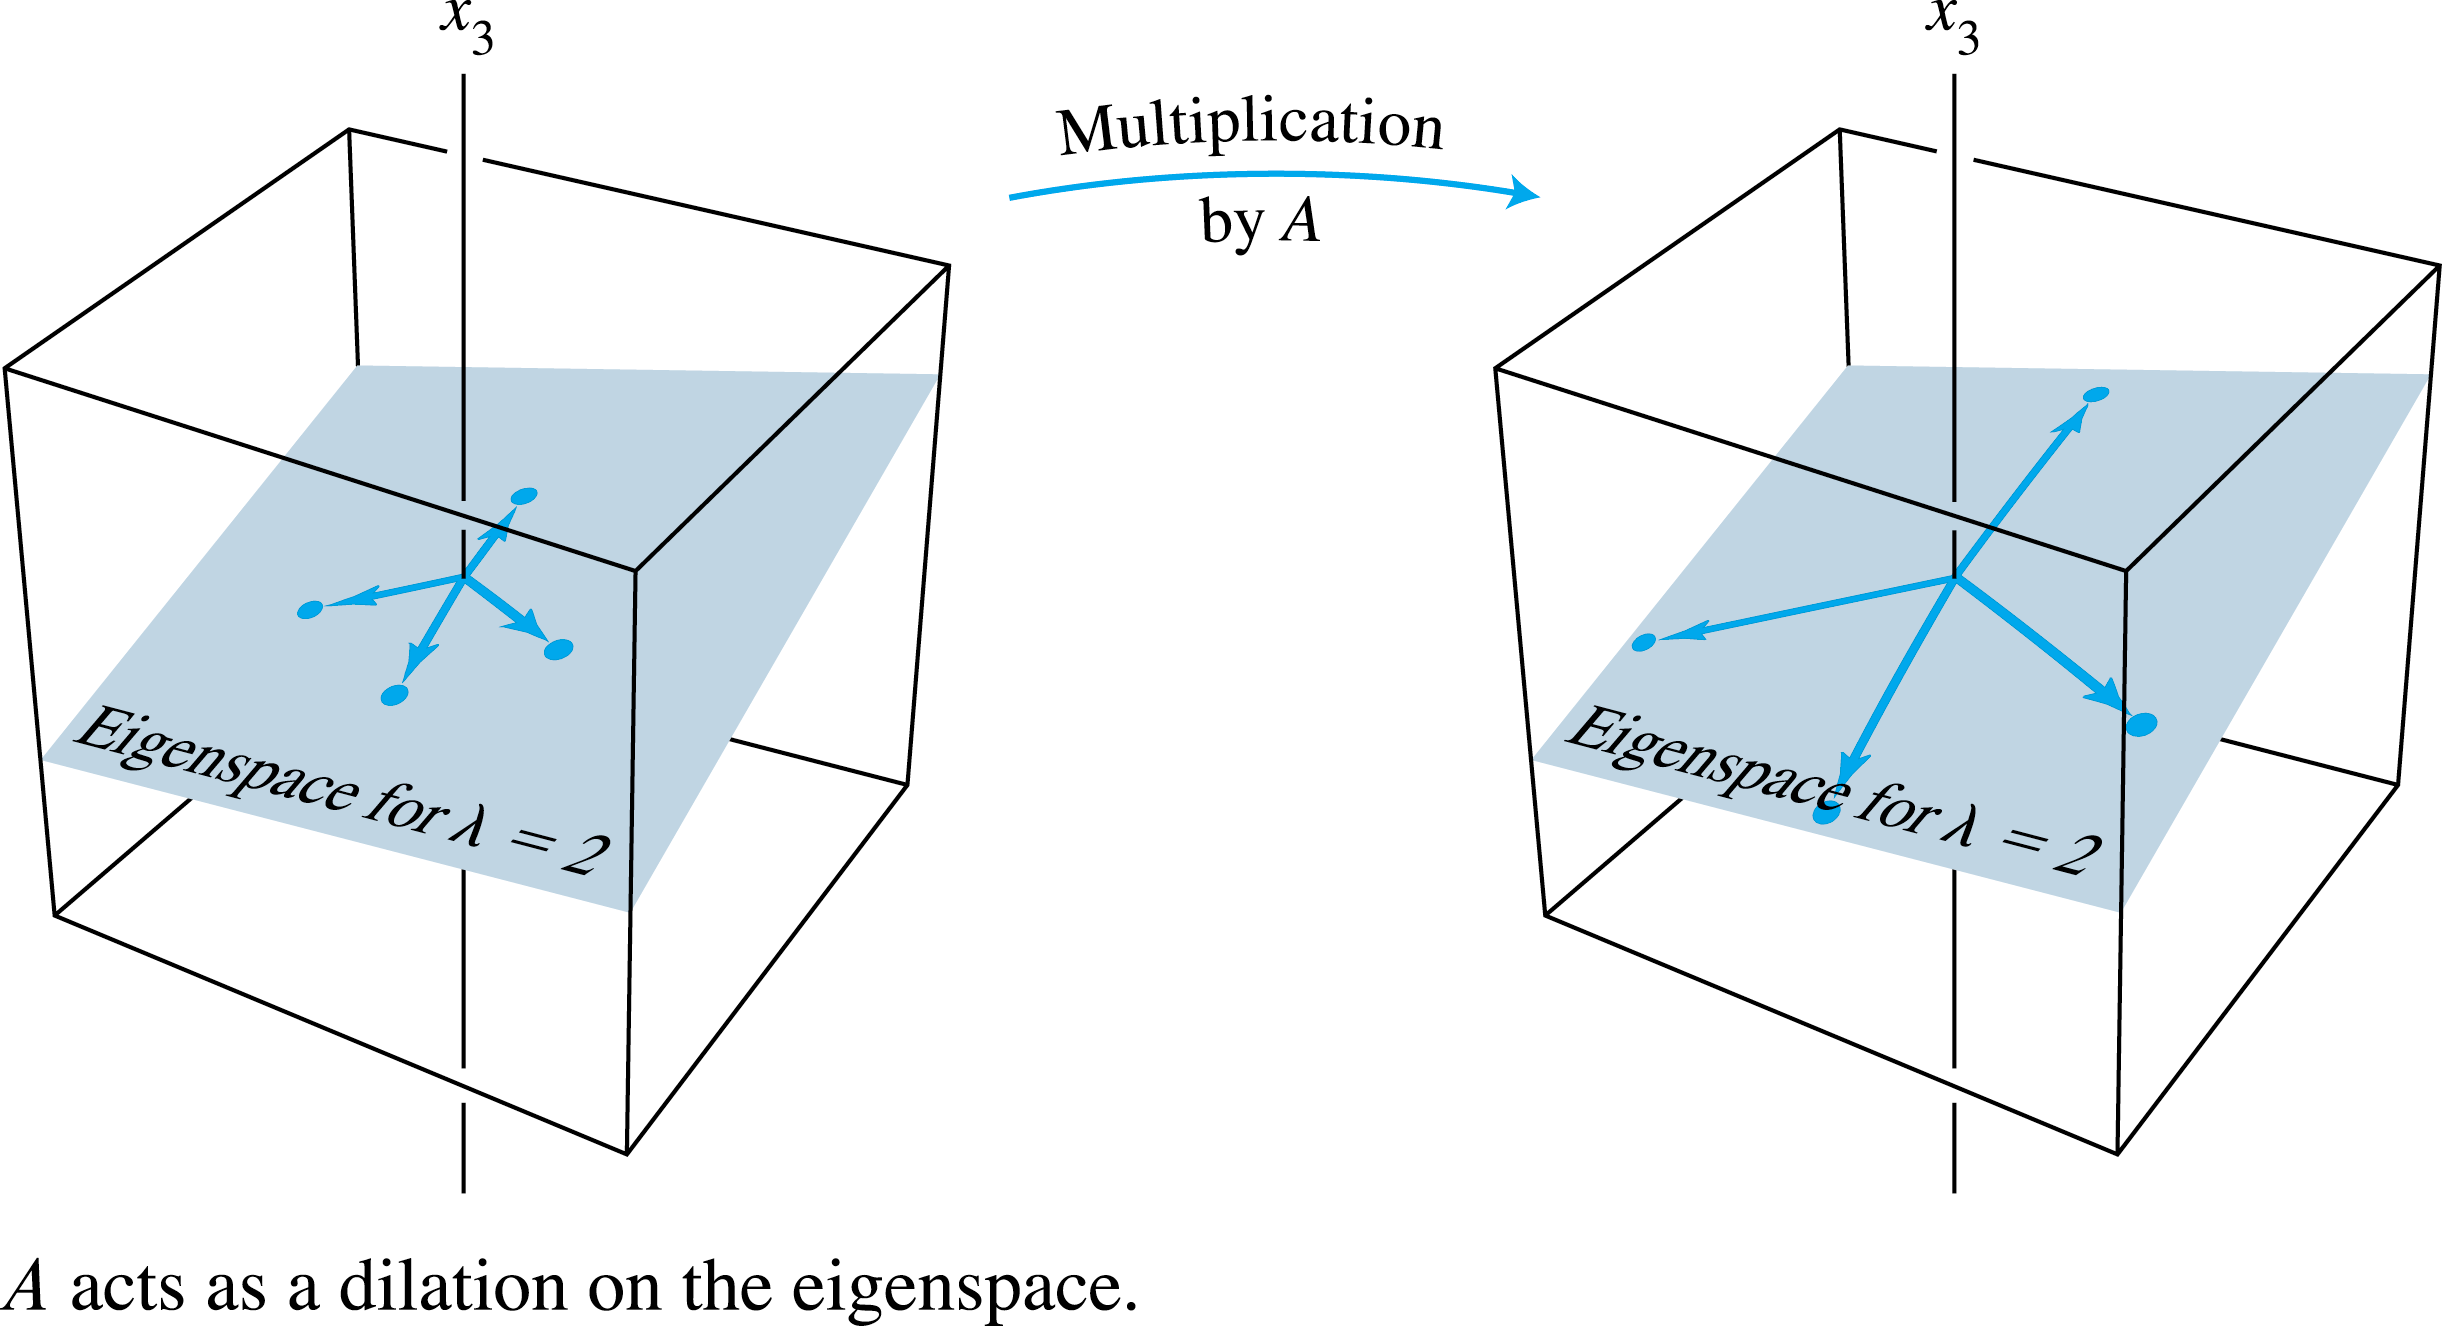 x3
x3
Multiplication
by A
Eigenspace for λ = 2
Eigenspace for λ = 2
A acts as a dilation on the eigenspace.